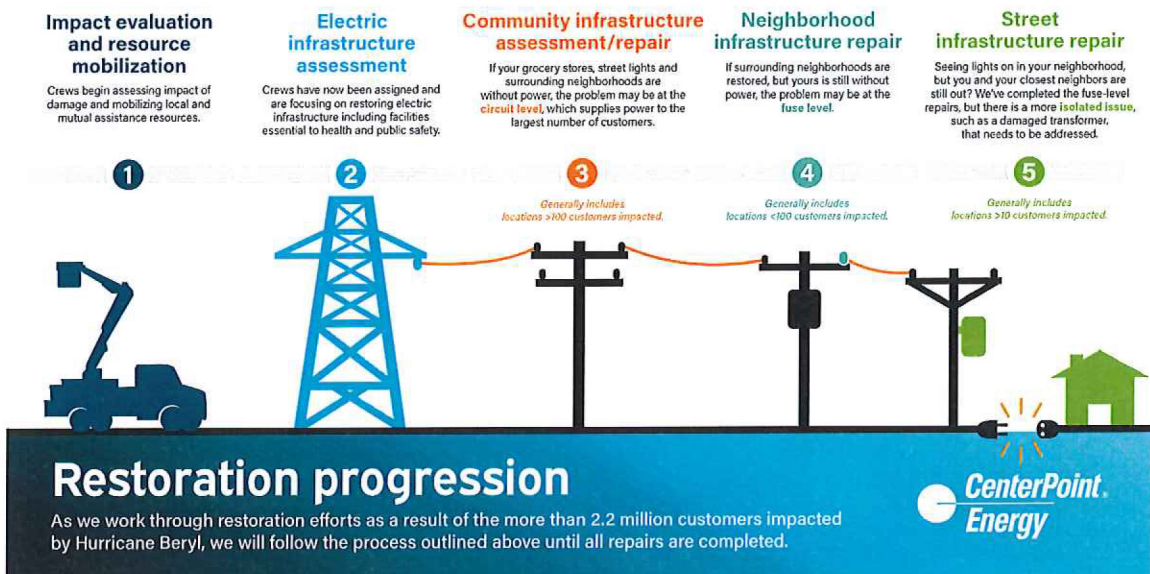 Impact evaluation
and resource
mobilization
Crews begin assessing impact of
damage and mobilizing local and
mutual assistance resources.
1
Electric
infrastructure
assessment
Crews have now been assigned and
are focusing on restoring electric
infrastructure including facilities
essential to health and public safety.
2
Community infrastructure
assessment/repair
If your grocery stores, street lights and
surrounding neighborhoods are
without power, the problem may be at the
circuit level, which supplies power to the
largest number of customers.
3
Generally includes
locations >100 customers impacted.
Neighborhood
infrastructure repair
If surrounding neighborhoods are
restored, but yours is still without
power, the problem may be at the
fuse level.
4
Generally includes
locations <100 customers impacted.
Street
infrastructure repair
Seeing lights on in your neighborhood,
but you and your closest neighbors are
still out? We've completed the fuse-level
repairs, but there is a more isolated issue,
such as a damaged transformer,
that needs to be addressed.
5
Generally includes
locations >10 customers impacted.
Restoration progression
As we work through restoration efforts as a result of the more than 2.2 million customers impacted
by Hurricane Beryl, we will follow the process outlined above until all repairs are completed.
CenterPoint.
Energy